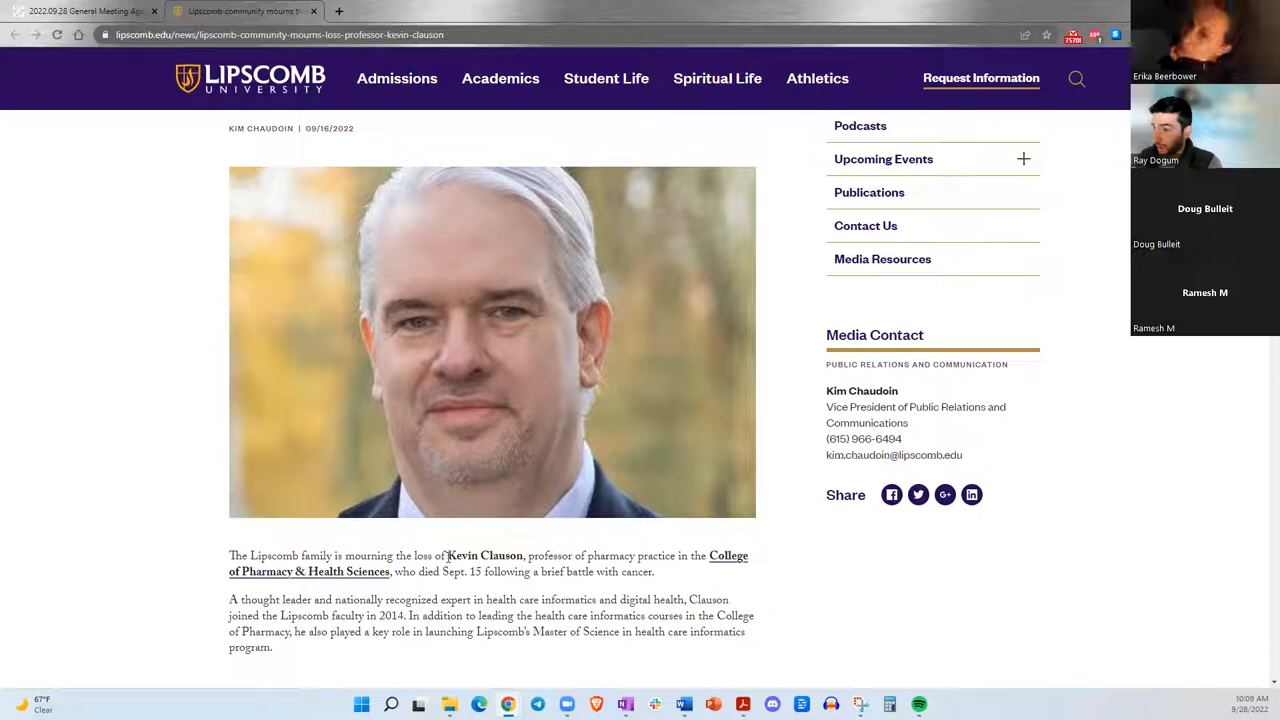 2022.09.28 General Meeting Age
Lipscomb community mourns th
lipscomb.edu/news/lipscomb-community-mourns-loss-professor-kevin-clauson
LIPSCOMB
UNIVERSITY
Admissions
Academics
Student Life
Spiritual Life
Athletics
Request Information
KIM CHAUDOIN | 09/16/2022
Podcasts
Upcoming Events
Publications
Contact Us
Media Resources
Media Contact
PUBLIC RELATIONS AND COMMUNICATION
Kim Chaudoin
Vice President of Public Relations and
Communications
(615) 966-6494
kim.chaudoin@lipscomb.edu
Share
The Lipscomb family is mourning the loss of Kevin Clauson, professor of pharmacy practice in the College
of Pharmacy & Health Sciences, who died Sept. 15 following a brief battle with cancer.
A thought leader and nationally recognized expert in health care informatics and digital health, Clauson
joined the Lipscomb faculty in 2014. In addition to leading the health care informatics courses in the College
of Pharmacy, he also played a key role in launching Lipscomb's Master of Science in health care informatics
program.
Erika Beerbower
Ray Dogum
Doug Bulleit
Doug Bulleit
Ramesh M
Ramesh M
67°F
Clear
10:09 AM
9/28/2022